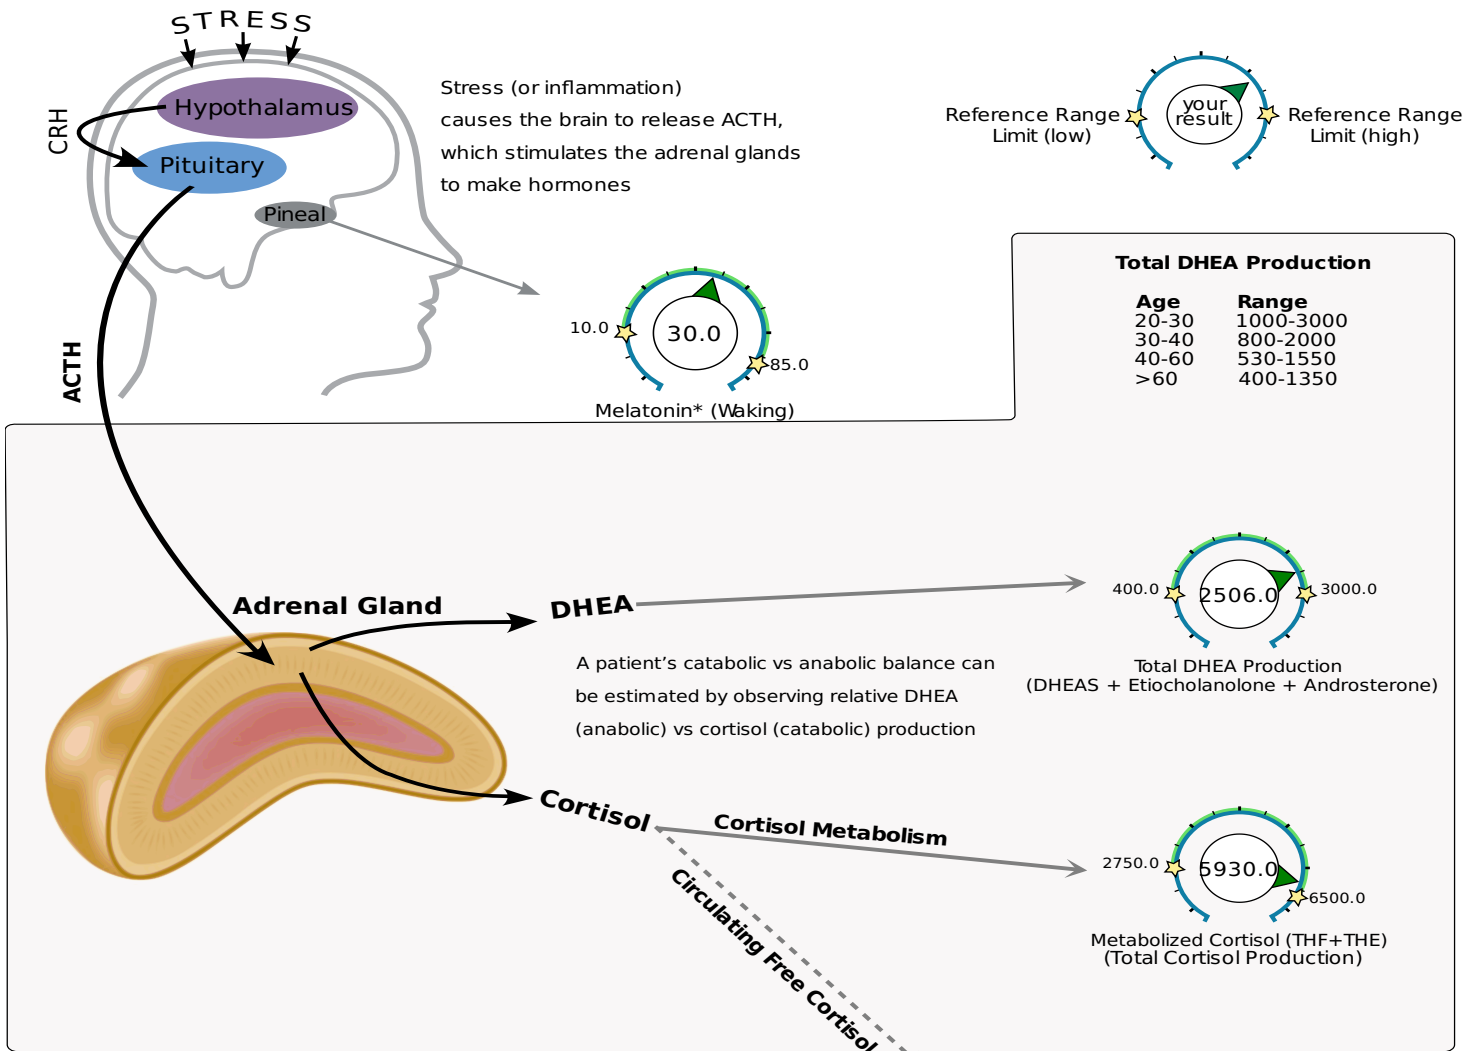 STRESS
Hypothalamus
CRH
Pituitary
Pineal
ACTH
Stress (or inflammation)
causes the brain to release ACTH,
which stimulates the adrenal glands
to make hormones
Reference Range
Limit (low)
your
result
Reference Range
Limit (high)
10.0
30.0
85.0
Melatonin* (Waking)
Total DHEA Production
Age Range
20-30 1000-3000
30-40 800-2000
40-60 530-1550
>60 400-1350
Adrenal Gland
DHEA
400.0
2506.0
3000.0
Total DHEA Production
(DHEAS + Etiocholanolone + Androsterone)
A patient’s catabolic vs anabolic balance can
be estimated by observing relative DHEA
(anabolic) vs cortisol (catabolic) production
Cortisol
Cortisol Metabolism
Circulating Free Cortisol
2750.0
5930.0
6500.0
Metabolized Cortisol (THF+THE)
(Total Cortisol Production)